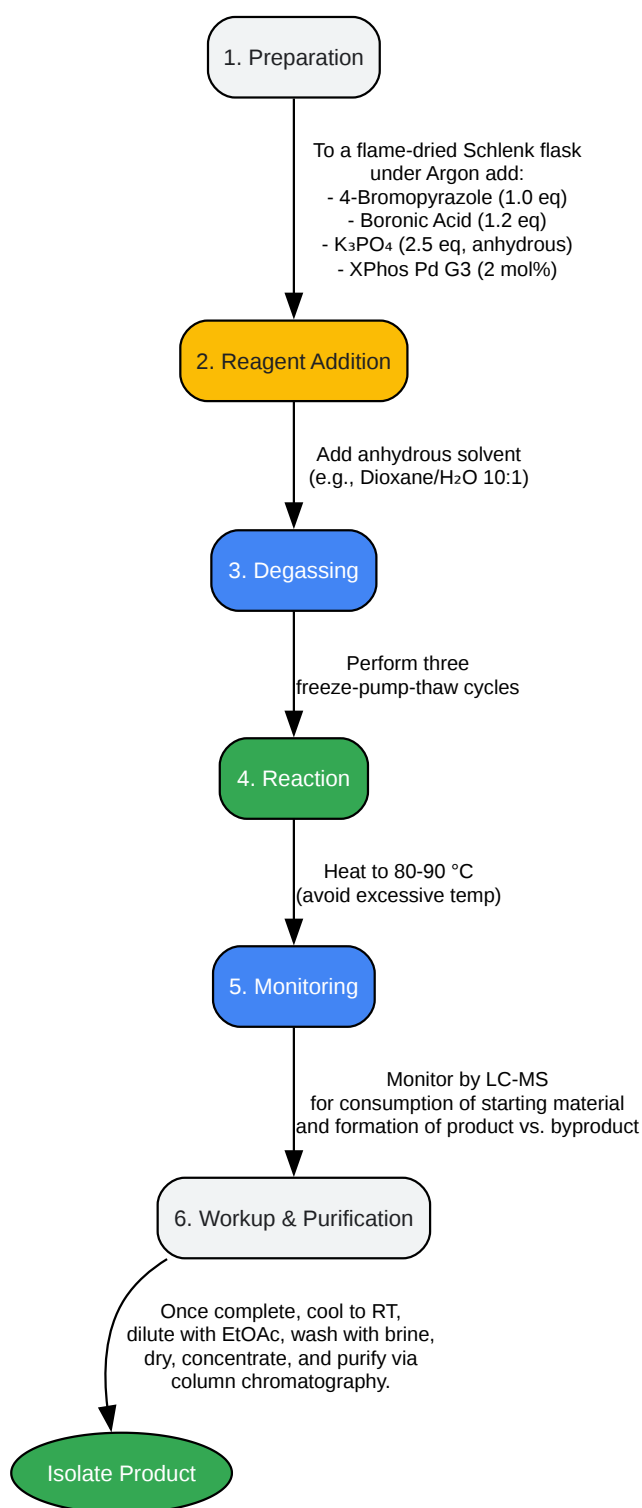 1. Preparation
To a flame-dried Schlenk flask
under Argon add:
- 4-Bromopyrazole (1.0 eq)
- Boronic Acid (1.2 eq)
- K₃PO₄ (2.5 eq, anhydrous)
- XPhos Pd G3 (2 mol%)
2. Reagent Addition
Add anhydrous solvent
(e.g., Dioxane/H₂O 10:1)
3. Degassing
Perform three
freeze-pump-thaw cycles
4. Reaction
Heat to 80-90 °C
(avoid excessive temp)
5. Monitoring
Monitor by LC-MS
for consumption of starting material
and formation of product vs. byproduct
6. Workup & Purification
Once complete, cool to RT,
dilute with EtOAc, wash with brine,
dry, concentrate, and purify via
column chromatography.
Isolate Product